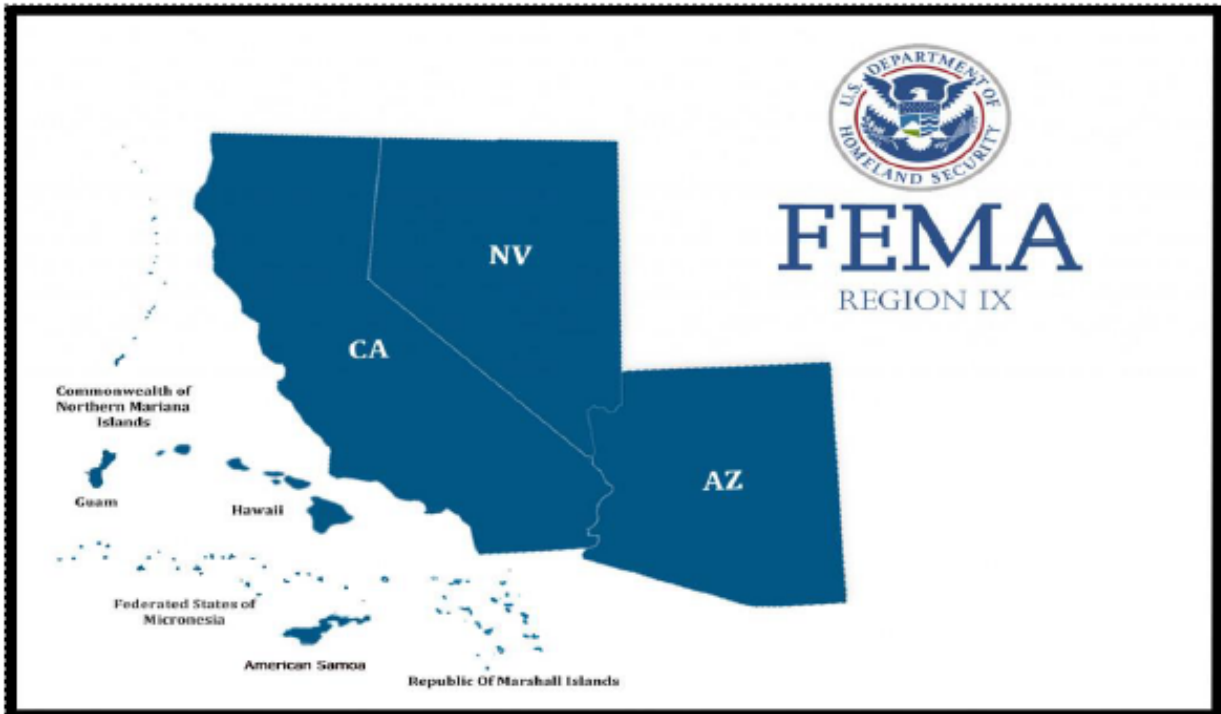 U.S. DEPARTMENT OF
HOMELAND SECURITY
FEMA
REGION IX
NV
CA
AZ
Commonwealth of
Northern Mariana
Islands
Guam
Hawaii
Federated States of
Micronesia
American Samoa
Republic Of Marshall Islands